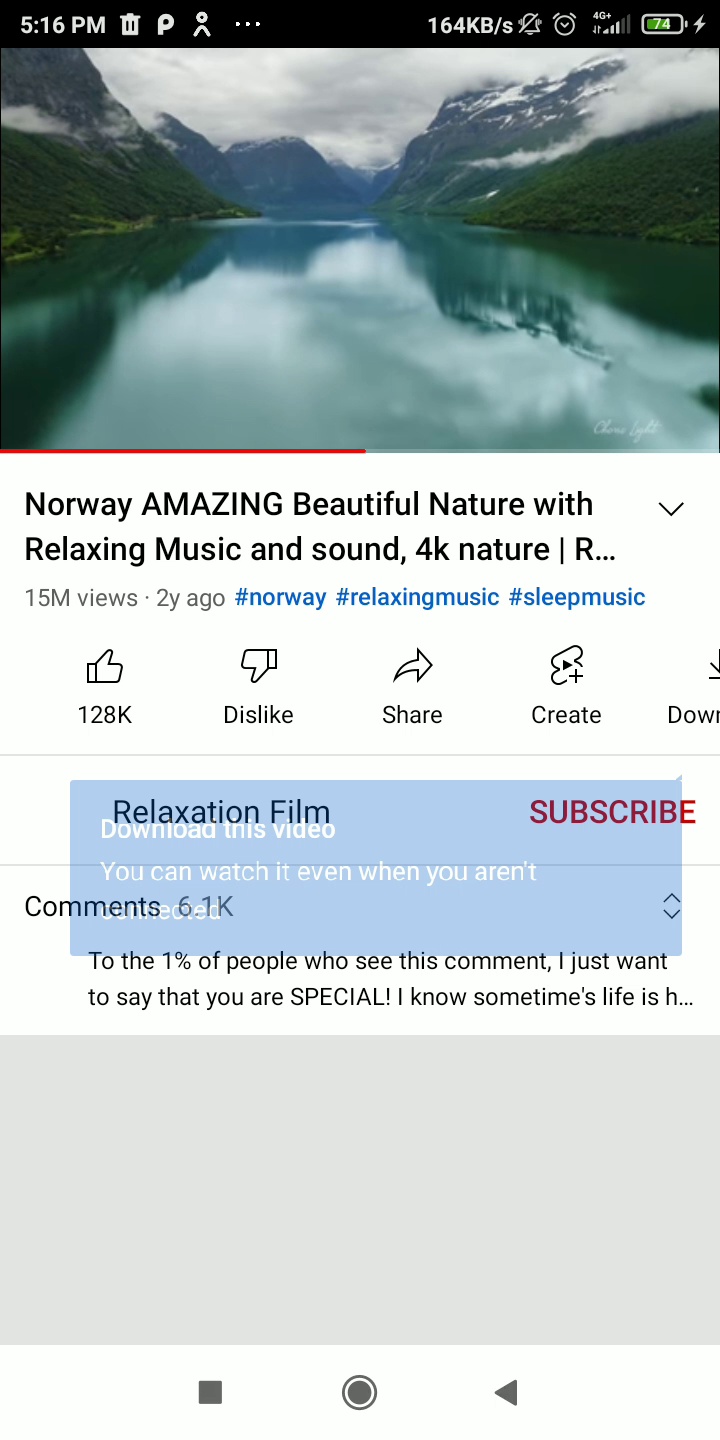 5:16 PM
164KB/s
4G+
74
Chone Light
Norway AMAZING Beautiful Nature with
Relaxing Music and sound, 4k nature | R...
15M views · 2y ago #norway #relaxingmusic #sleepmusic
128K
Dislike
Share
Create
Down
Relaxation Film
SUBSCRIBE
Download this video
You can watch it even when you aren't
connected
Comments 6.1K
To the 1% of people who see this comment, I just want
to say that you are SPECIAL! I know sometime's life is h...